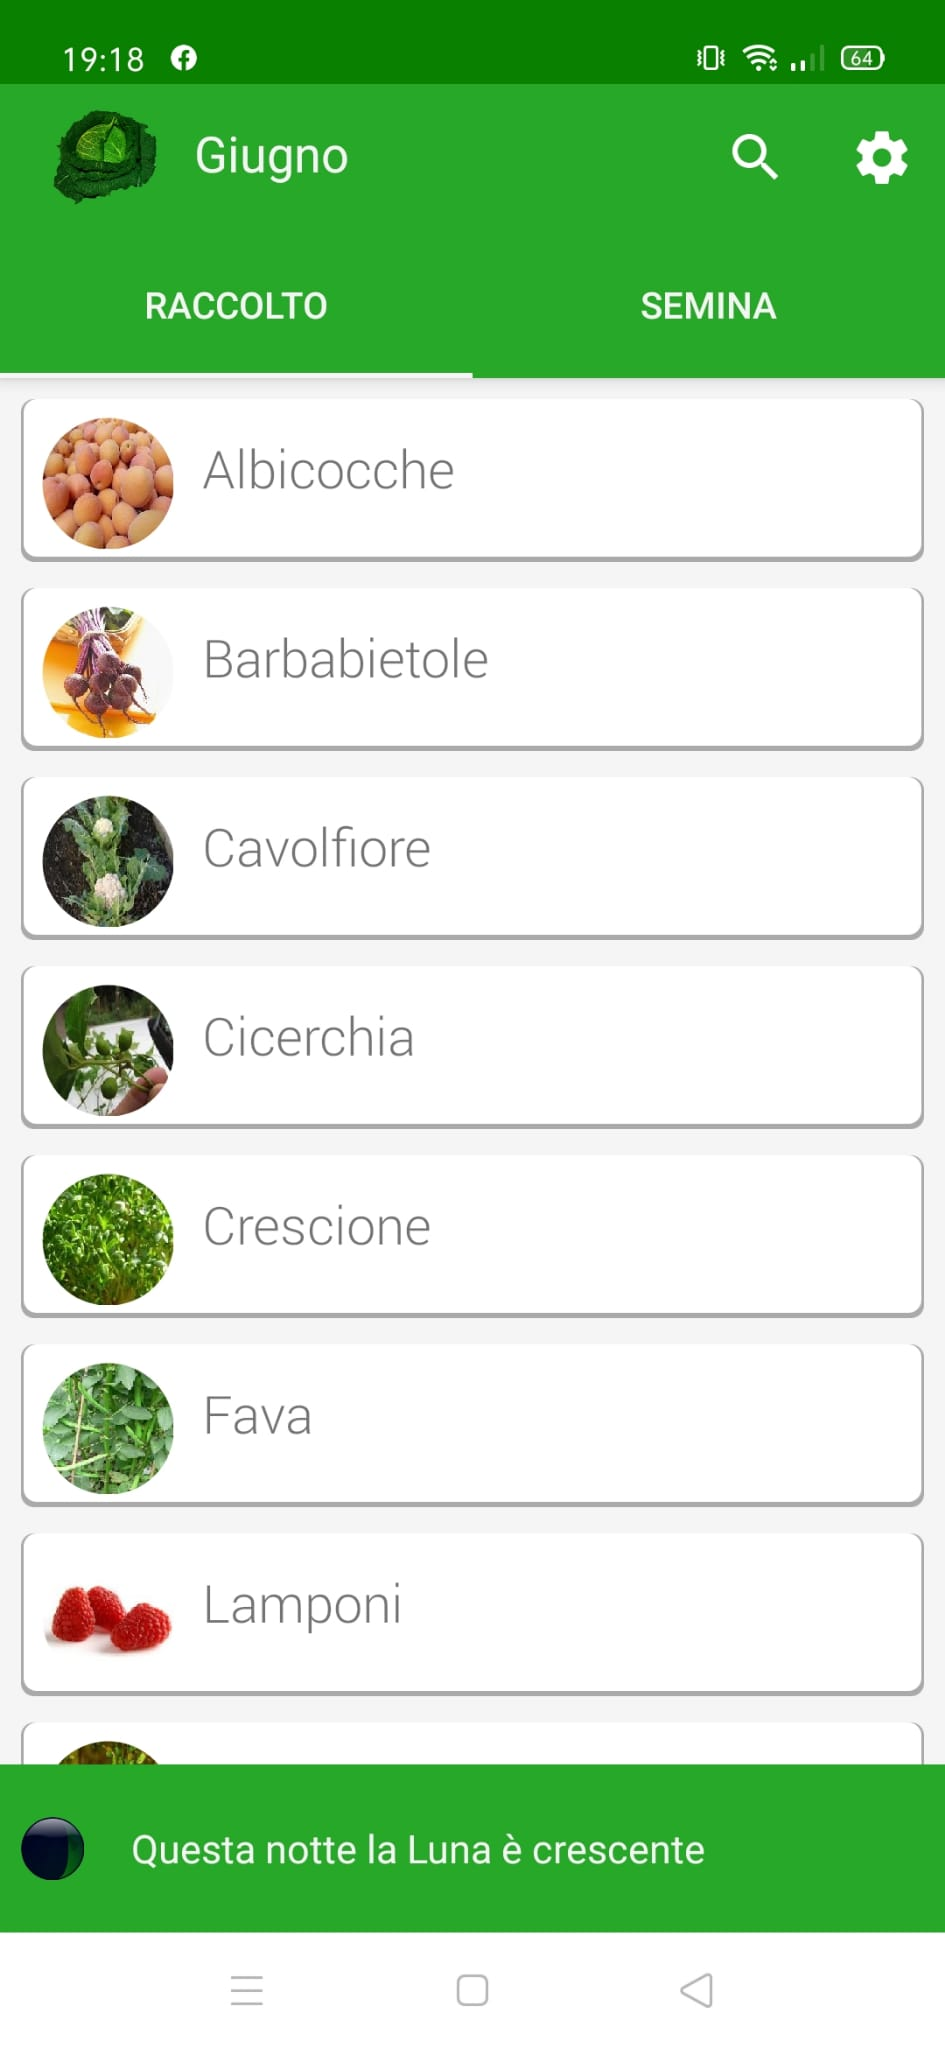 19:18
64
Giugno
RACCOLTO
SEMINA
Albicocche
Barbabietole
Cavolfiore
Cicerchia
Crescione
Fava
Lamponi
Questa notte la Luna è crescente